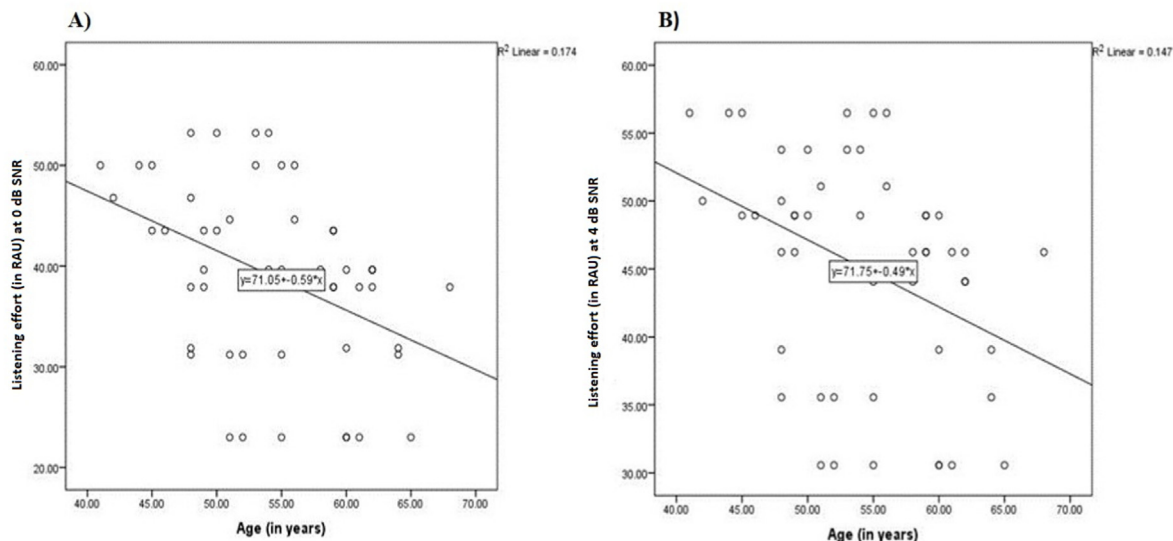 A)
R² Linear = 0.174
60.00
50.00
40.00
30.00
20.00
Listening effort (in RAU) at 0 dB SNR
y=71.05+-0.59*x
40.00 45.00 50.00 55.00 60.00 65.00 70.00
Age (in years)
B)
R² Linear = 0.147
60.00
55.00
50.00
45.00
40.00
35.00
30.00
Listening effort (in RAU) at 4 dB SNR
y=71.75+-0.49*x
40.00 45.00 50.00 55.00 60.00 65.00 70.00
Age (in years)